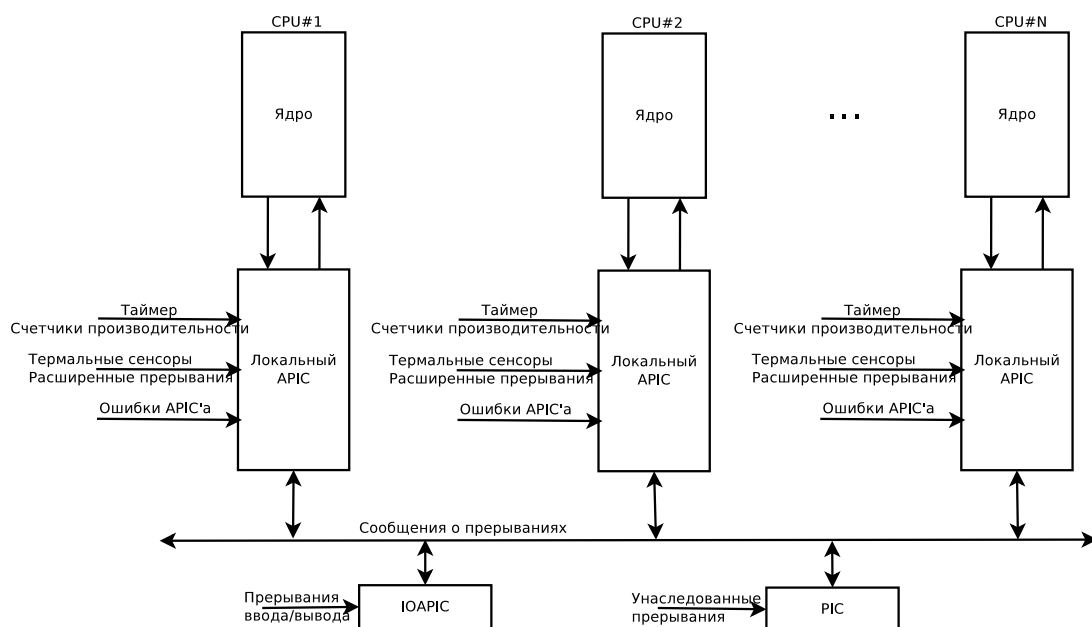 CPU#1
CPU#2
CPU#N
Ядро
Ядро
...
Ядро
Таймер
Счетчики производительности
Термальные сенсоры
Расширенные прерывания
Ошибки APIC'а
Локальный
APIC
Таймер
Счетчики производительности
Термальные сенсоры
Расширенные прерывания
Ошибки APIC'а
Локальный
APIC
Таймер
Счетчики производительности
Термальные сенсоры
Расширенные прерывания
Ошибки APIC'а
Локальный
APIC
Сообщения о прерываниях
Прерывания
ввода/вывода
IOAPIC
Унаследованные
прерывания
PIC